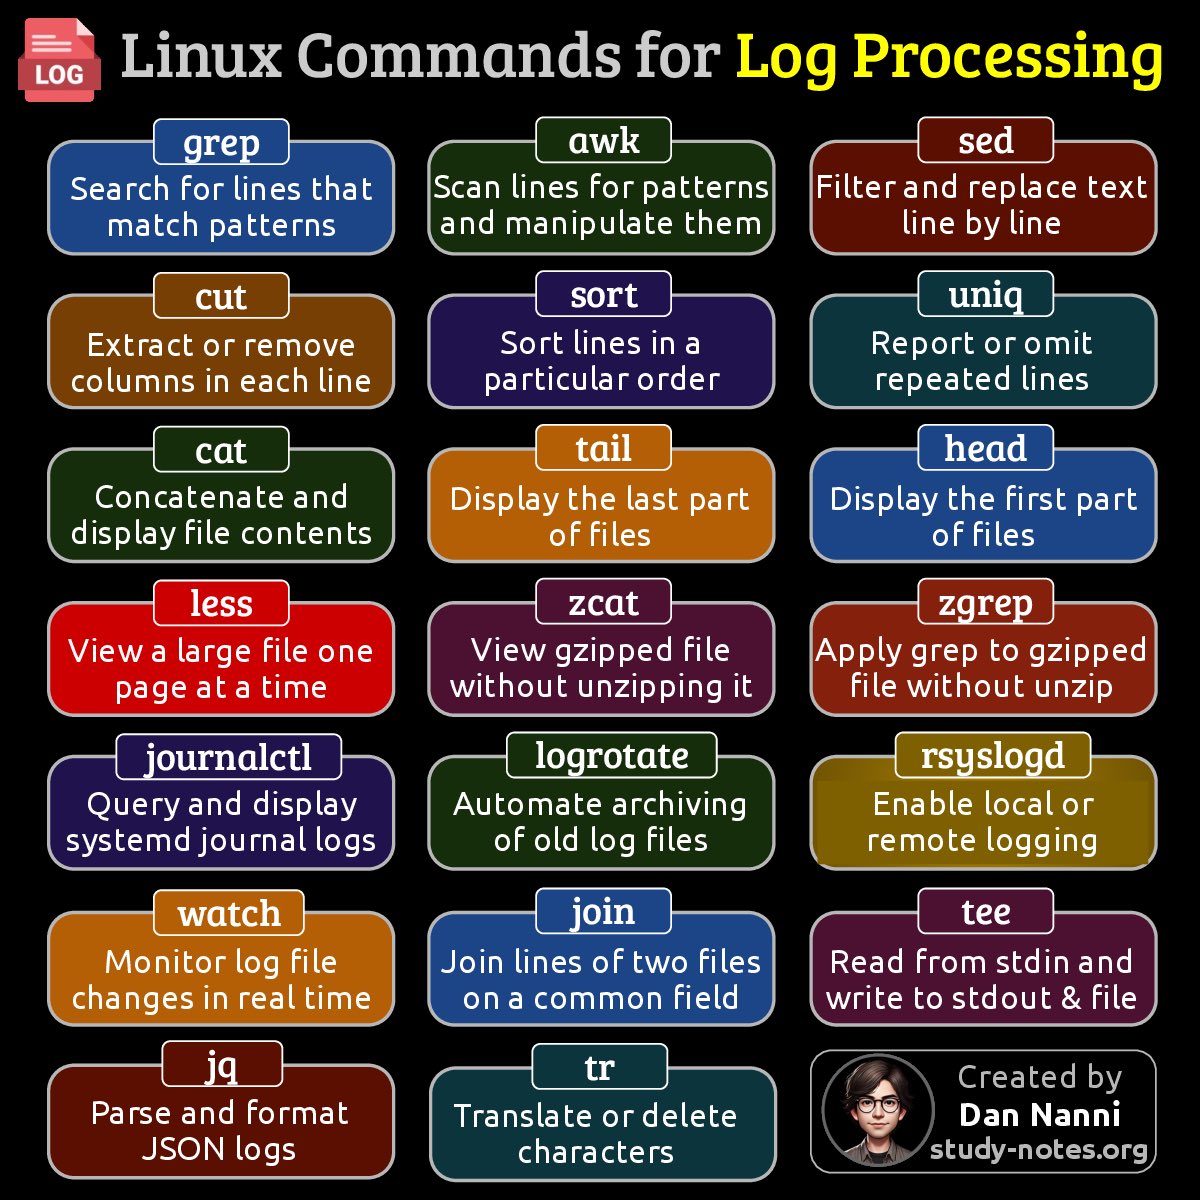 LOG
Linux Commands for Log Processing
grep
Search for lines that
match patterns
awk
Scan lines for patterns
and manipulate them
sed
Filter and replace text
line by line
cut
Extract or remove
columns in each line
sort
Sort lines in a
particular order
uniq
Report or omit
repeated lines
cat
Concatenate and
display file contents
tail
Display the last part
of files
head
Display the first part
of files
less
View a large file one
page at a time
zcat
View gzipped file
without unzipping it
zgrep
Apply grep to gzipped
file without unzip
journalctl
Query and display
systemd journal logs
logrotate
Automate archiving
of old log files
rsyslogd
Enable local or
remote logging
watch
Monitor log file
changes in real time
join
Join lines of two files
on a common field
tee
Read from stdin and
write to stdout & file
jq
Parse and format
JSON logs
tr
Translate or delete
characters
Created by
Dan Nanni
study-notes.org